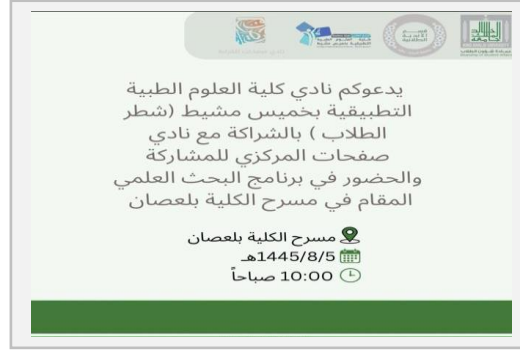 يدعوكم نادي كلية العلوم الطبية
التطبيقية بخميس مشيط (شطر
الطلاب ) بالشراكة مع نادي
صفحات المركزي للمشاركة
والحضور في برنامج البحث العلمي
المقام في مسرح الكلية بلعصان
مسرح الكلية بلعصان
1445/8/5هـ
10:00 صباحاً